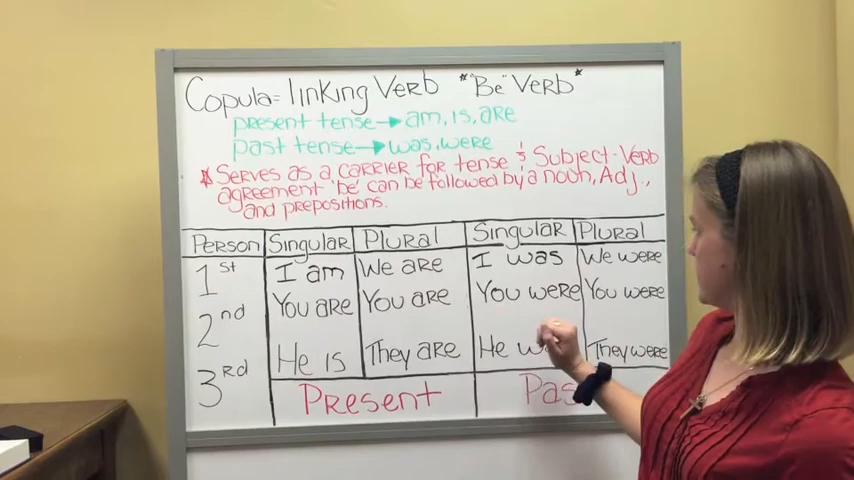 Copula = linking Verb *"Be" Verb*
present tense → am, is, are
past tense → was, were
* Serves as a carrier for tense & Subject-Verb
agreement 'be' can be followed by a noun, Adj.,
and prepositions.
Person Singular Plural Singular Plural
1st I am We are I was We were
2nd You are You are You were You were
3rd He is They are He They were
Present